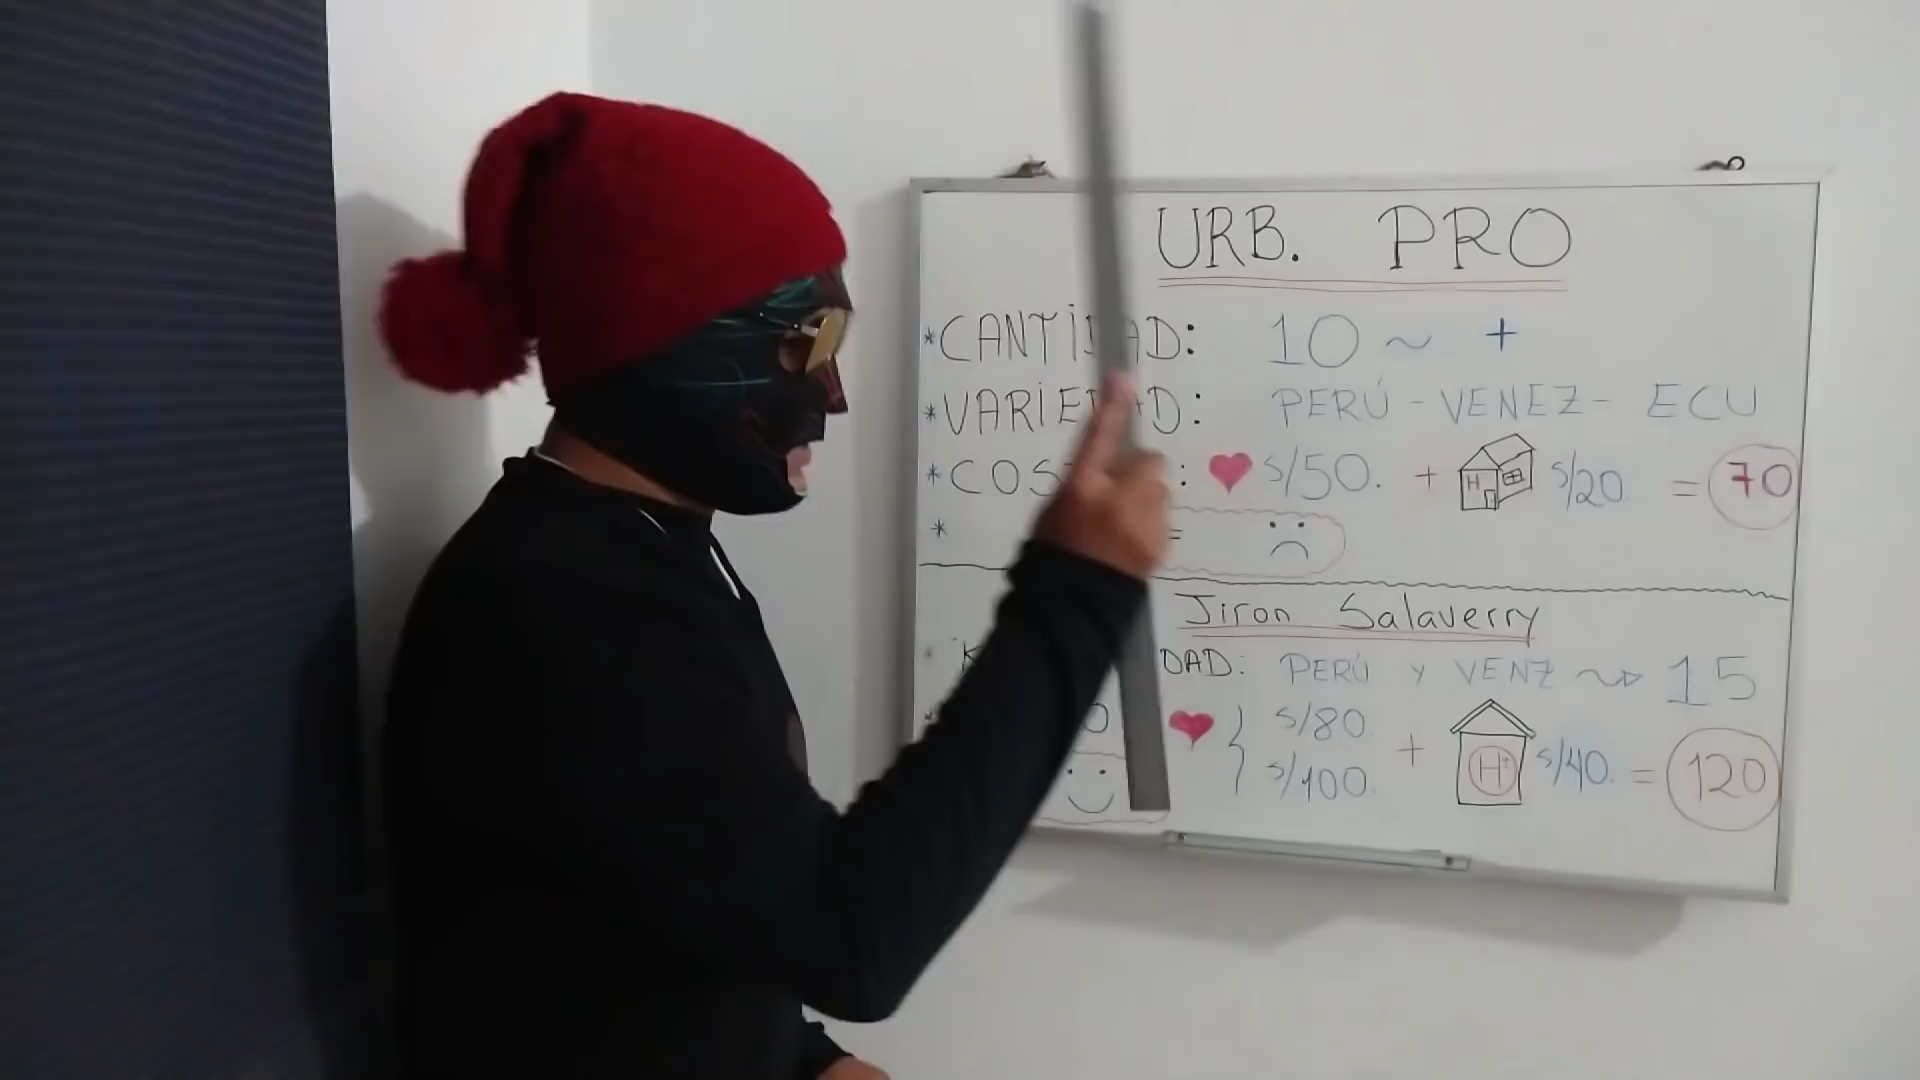 URB. PRO
*CANTIDAD: 10 ~ +
*VARIEDAD: PERÚ - VENEZ - ECU
*COS : S/50. + H S/20 = 70
* =
Jiron Salaverry
DAD: PERÚ Y VENZ 15
S/80.
S/100. + H S/40. = 120